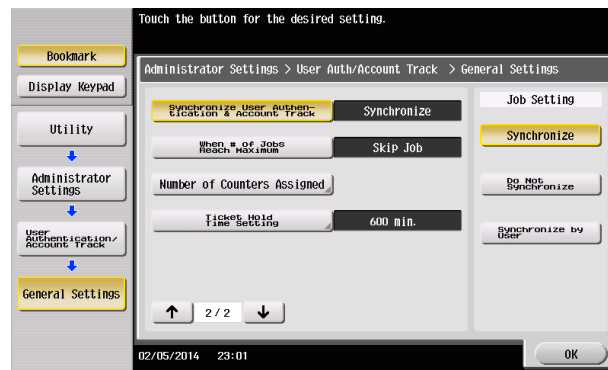 Touch the button for the desired setting.
Bookmark
Display Keypad
Utility
Administrator
Settings
User
Authentication/
Account Track
General Settings
Administrator Settings > User Auth/Account Track > General Settings
Synchronize User Authen-
tication & Account Track
Synchronize
When # of Jobs
Reach Maximum
Skip Job
Number of Counters Assigned
Ticket Hold
Time Setting
600 min.
↑ 2/2 ↓
Job Setting
Synchronize
Do Not
Synchronize
Synchronize by
User
02/05/2014 23:01
OK